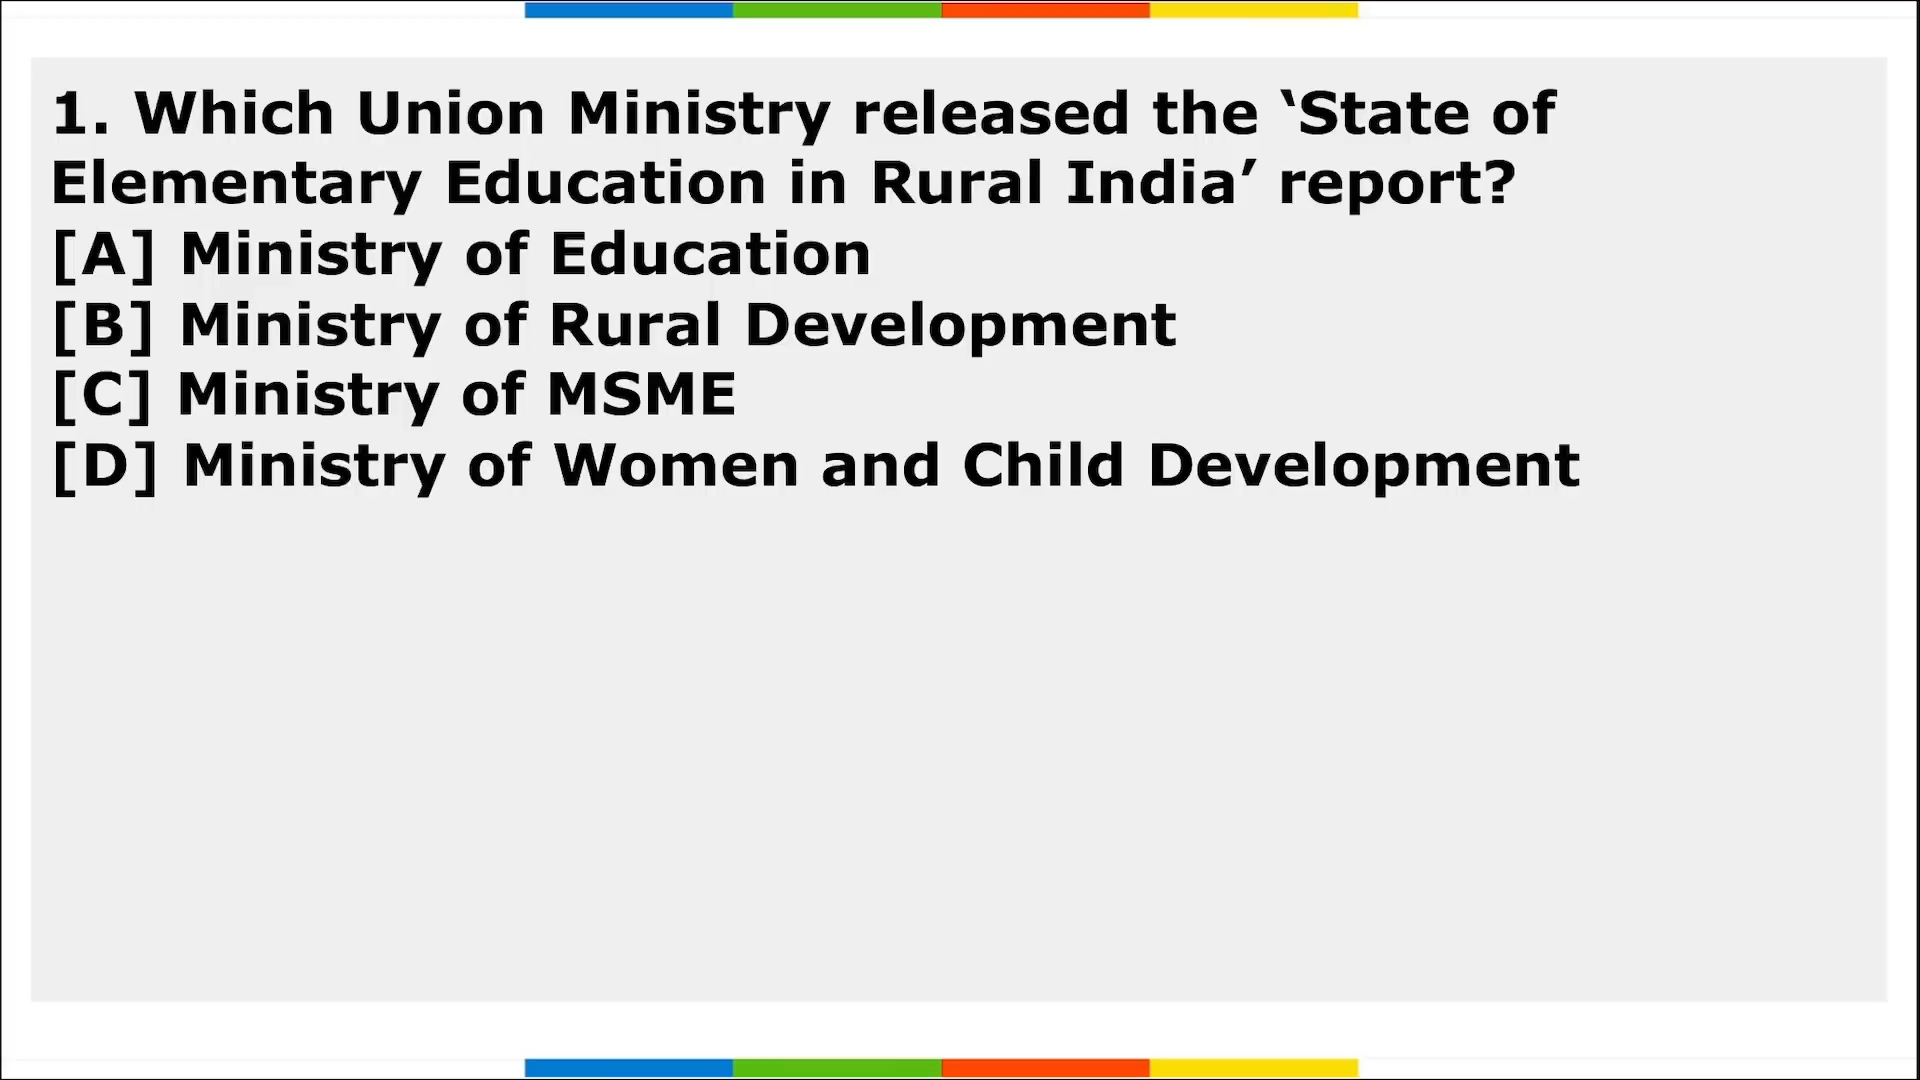 1. Which Union Ministry released the ‘State of
Elementary Education in Rural India’ report?
[A] Ministry of Education
[B] Ministry of Rural Development
[C] Ministry of MSME
[D] Ministry of Women and Child Development